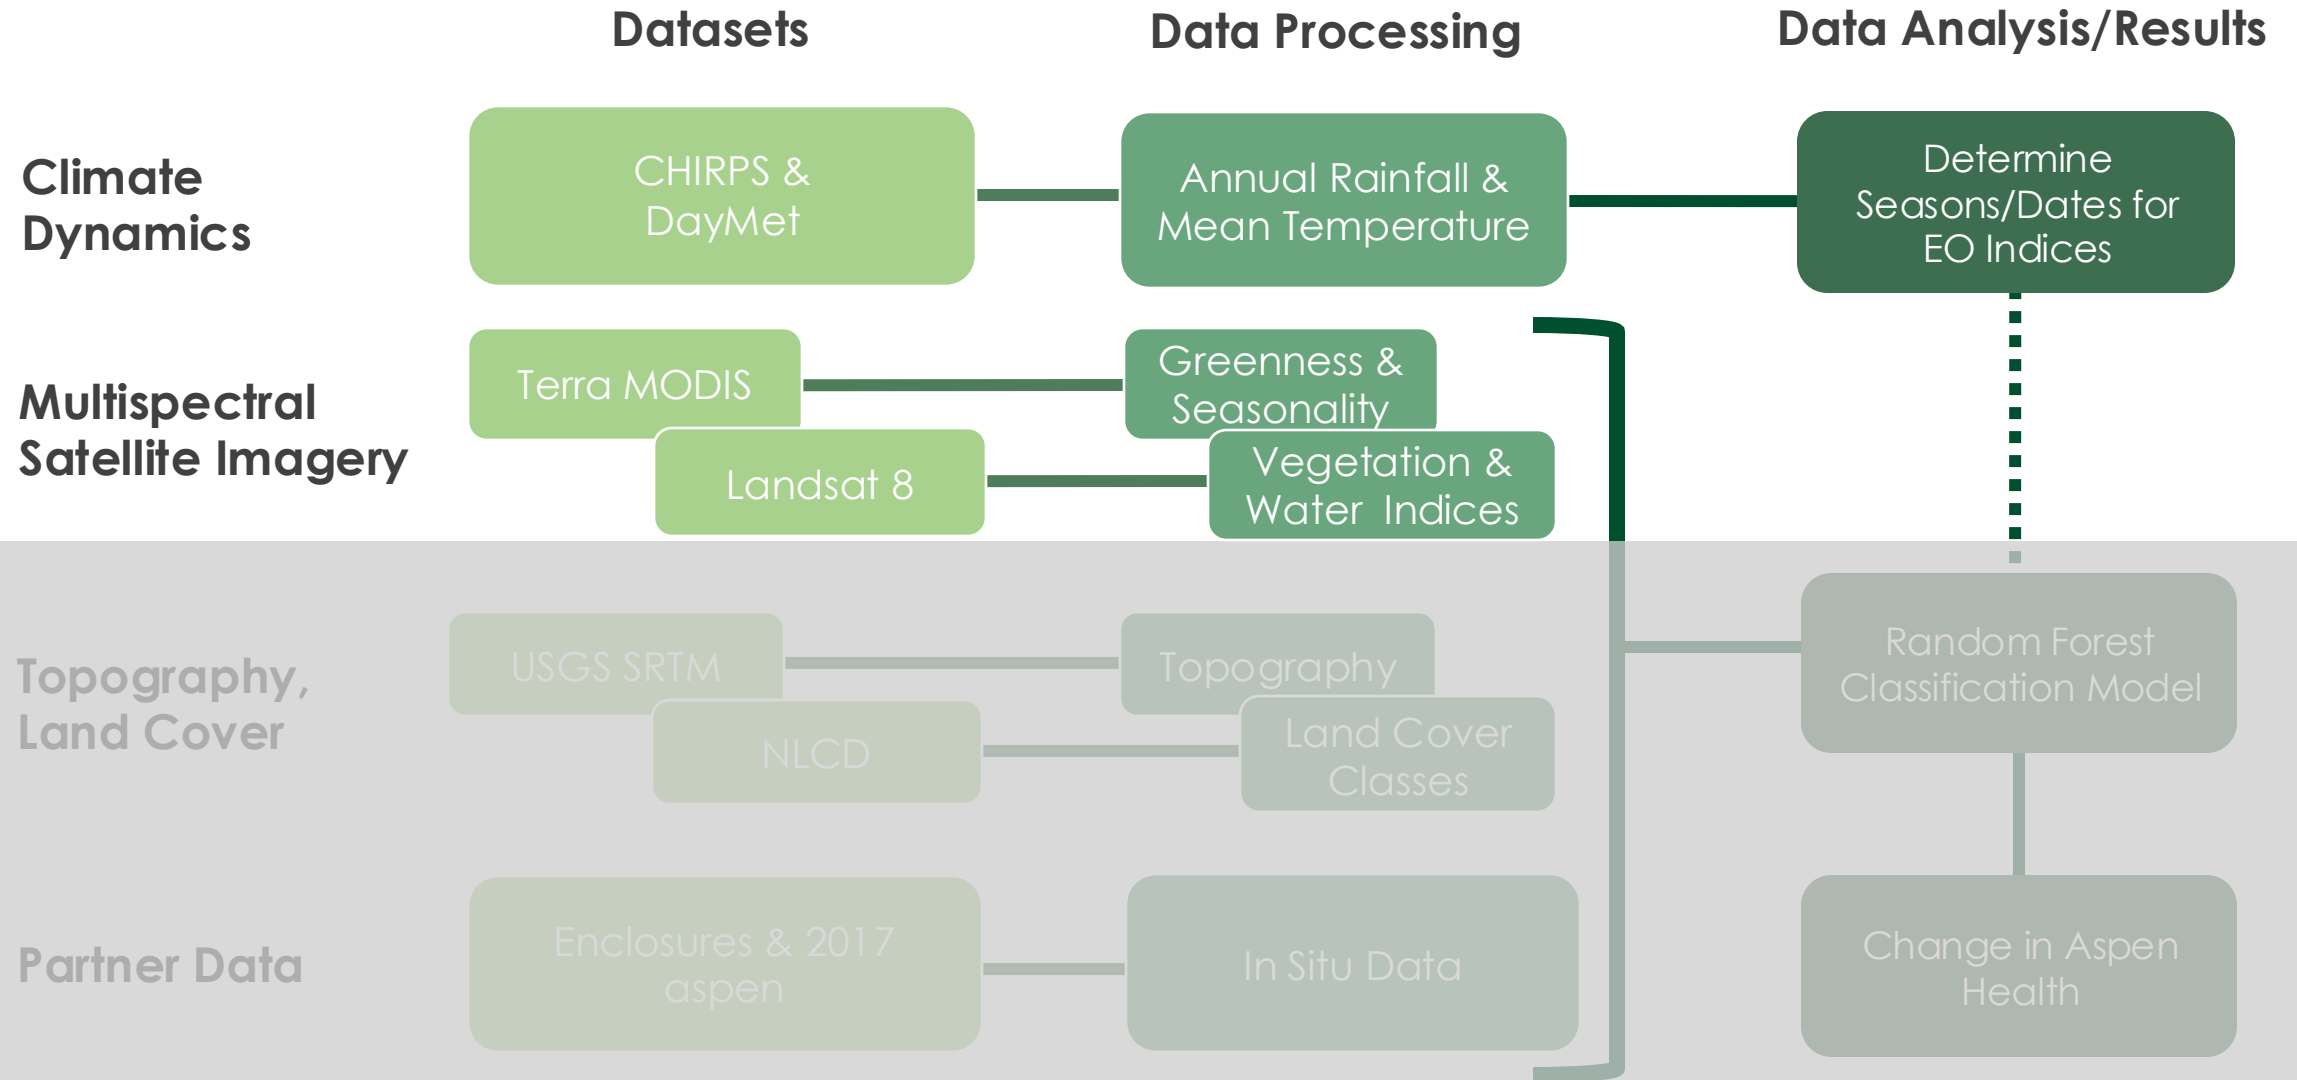 Datasets
Data Processing
Data Analysis/Results
Climate
Dynamics
CHIRPS &
DayMet
Annual Rainfall &
Mean Temperature
Determine
Seasons/Dates for
EO Indices
Multispectral
Satellite Imagery
Terra MODIS
Greenness &
Seasonality
Landsat 8
Vegetation &
Water  Indices
Topography,
Land Cover
USGS SRTM
Topography
NLCD
Land Cover
Classes
Random Forest
Classification Model
Partner Data
Enclosures & 2017
aspen
In Situ Data
Change in Aspen
Health